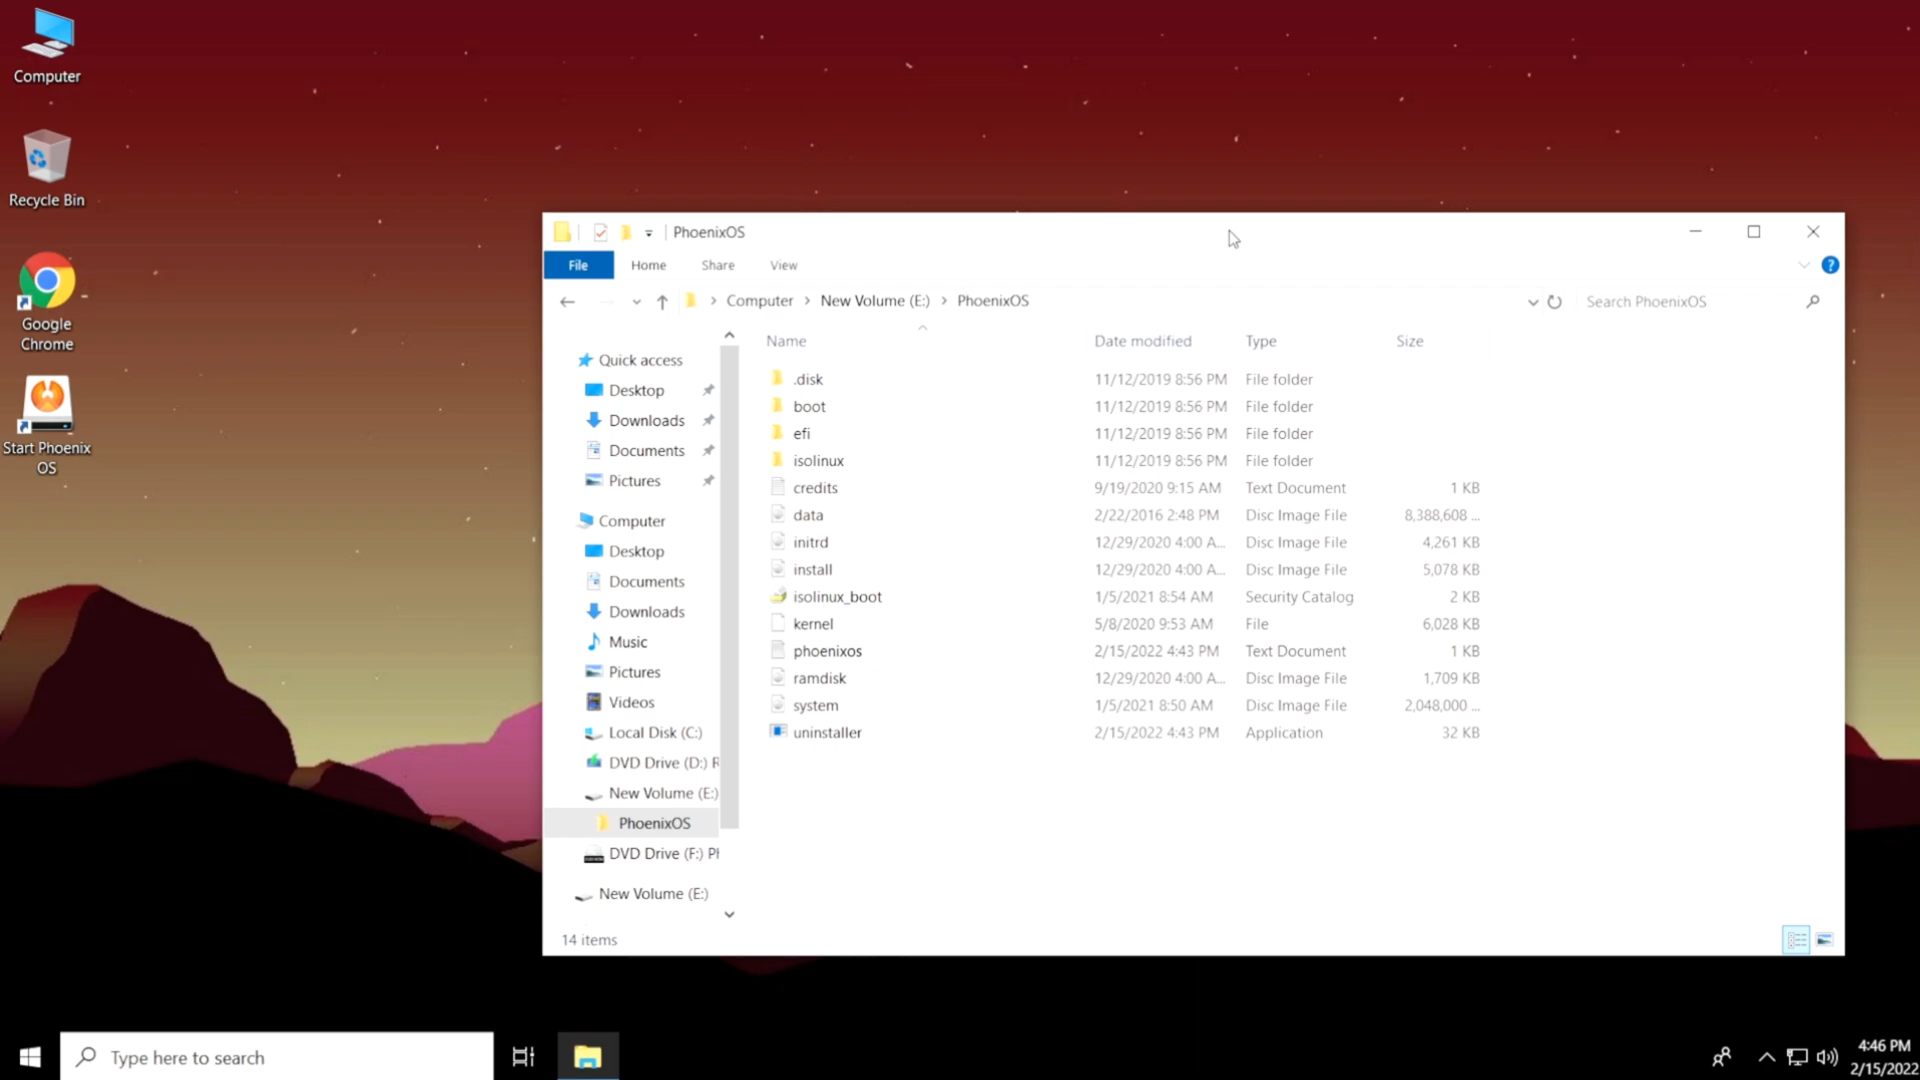 Computer
Recycle Bin
Google
Chrome
Start Phoenix
OS
PhoenixOS
File Home Share View
Computer New Volume (E:) PhoenixOS
Search PhoenixOS
Name Date modified Type Size
Quick access
Desktop
Downloads
Documents
Pictures
Computer
Desktop
Documents
Downloads
Music
Pictures
Videos
Local Disk (C:)
DVD Drive (D:) R
New Volume (E:)
PhoenixOS
DVD Drive (F:) Ph
New Volume (E:)
.disk 11/12/2019 8:56 PM File folder
boot 11/12/2019 8:56 PM File folder
efi 11/12/2019 8:56 PM File folder
isolinux 11/12/2019 8:56 PM File folder
credits 9/19/2020 9:15 AM Text Document 1 KB
data 2/22/2016 2:48 PM Disc Image File 8,388,608 ...
initrd 12/29/2020 4:00 A... Disc Image File 4,261 KB
install 12/29/2020 4:00 A... Disc Image File 5,078 KB
isolinux_boot 1/5/2021 8:54 AM Security Catalog 2 KB
kernel 5/8/2020 9:53 AM File 6,028 KB
phoenixos 2/15/2022 4:43 PM Text Document 1 KB
ramdisk 12/29/2020 4:00 A... Disc Image File 1,709 KB
system 1/5/2021 8:50 AM Disc Image File 2,048,000 ...
uninstaller 2/15/2022 4:43 PM Application 32 KB
14 items
Type here to search
4:46 PM
2/15/2022